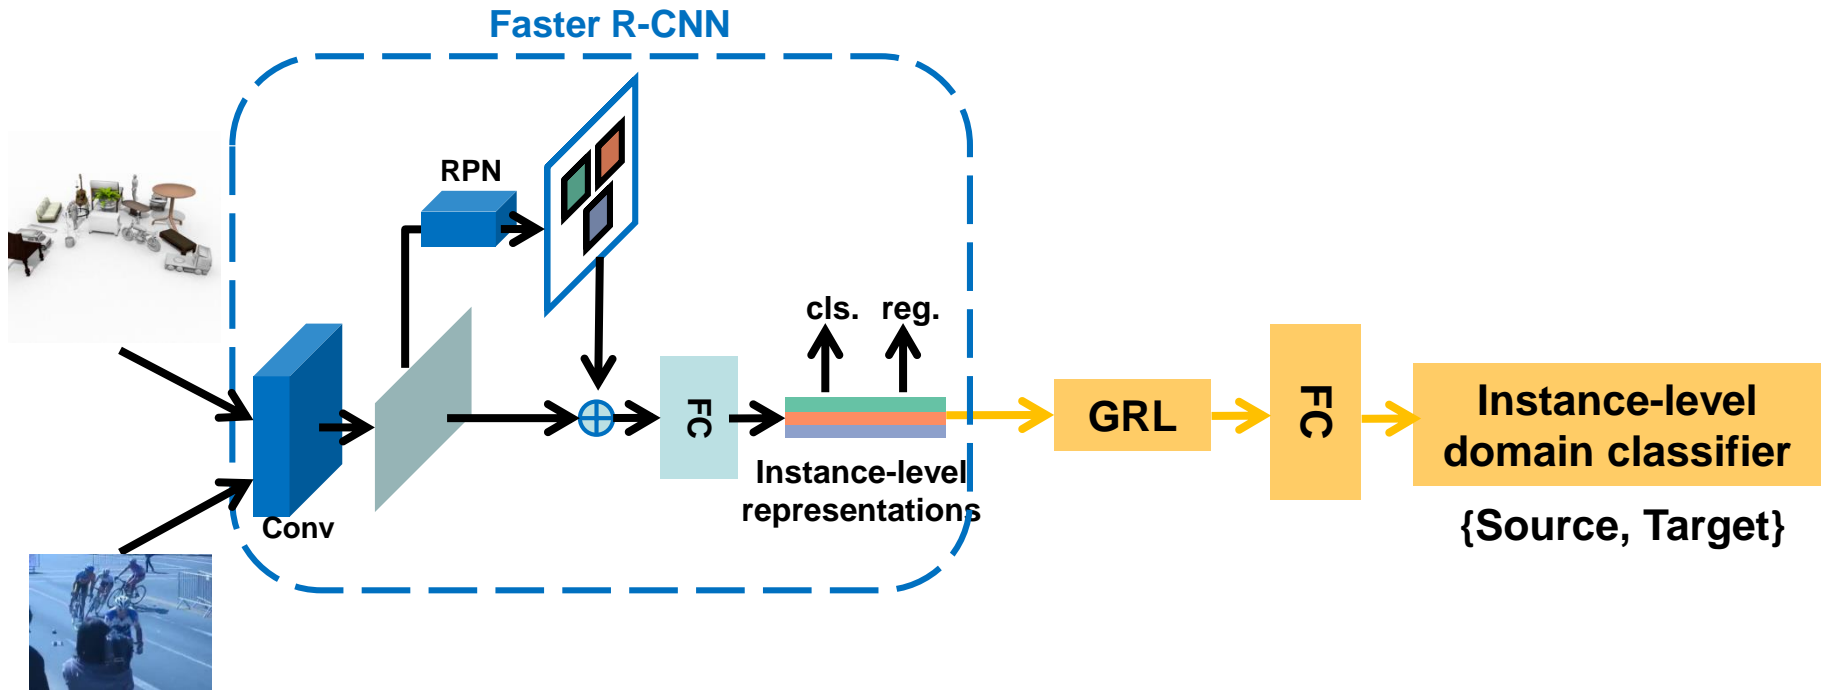 Faster R-CNN
RPN
cls.
reg.
FC
GRL
FC
Instance-level
domain classifier
Instance-level
representations
Conv
{Source, Target}